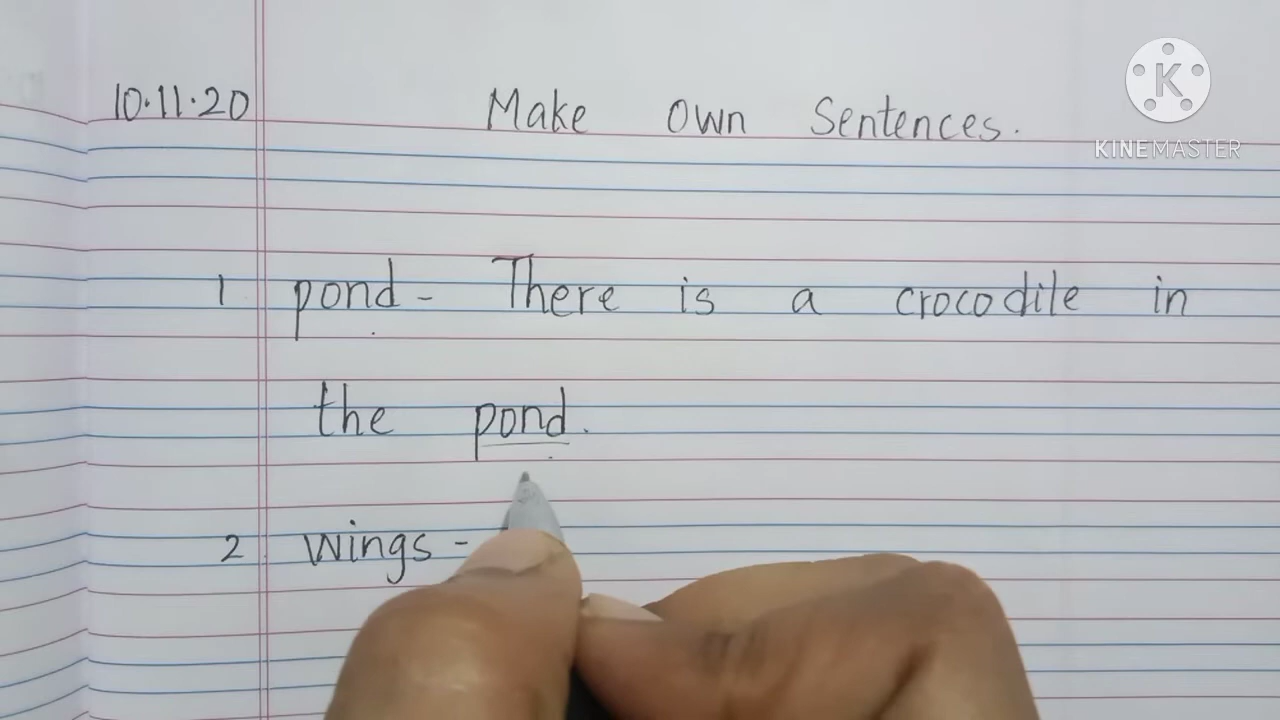 10.11.20 Make Own Sentences.
K
KINEMASTER
1 pond - There is a crocodile in
the pond.
2 wings -